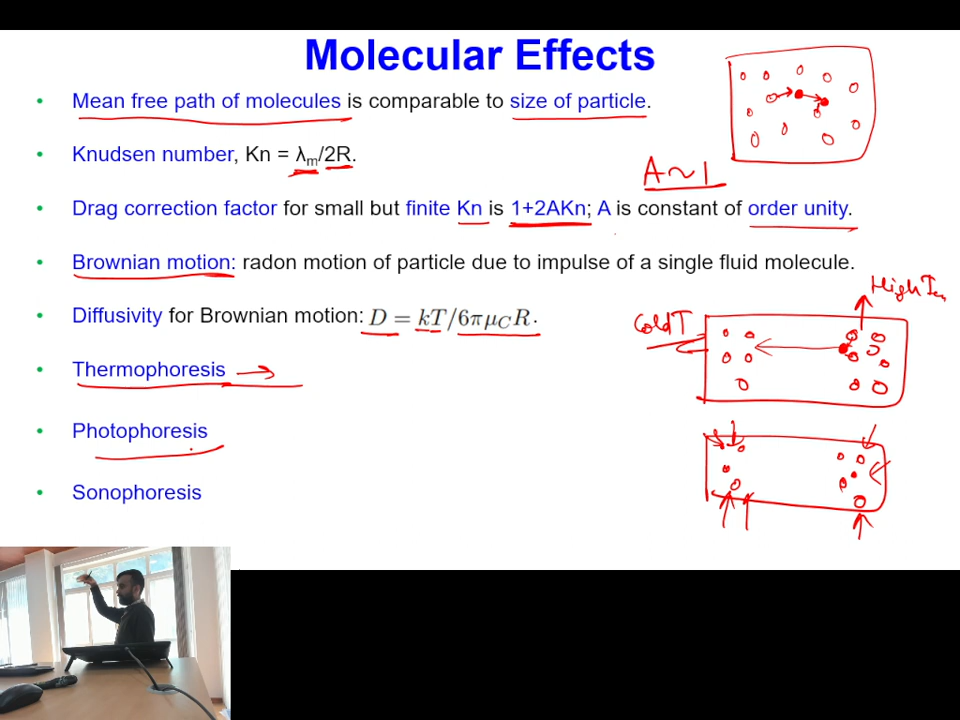 Molecular Effects
• Mean free path of molecules is comparable to size of particle.
• Knudsen number, Kn = λm/2R.
A~1
• Drag correction factor for small but finite Kn is 1+2AKn; A is constant of order unity.
• Brownian motion: radon motion of particle due to impulse of a single fluid molecule.
High Tem
• Diffusivity for Brownian motion: D = kT/6πμCR.
Cold T
• Thermophoresis
• Photophoresis
• Sonophoresis